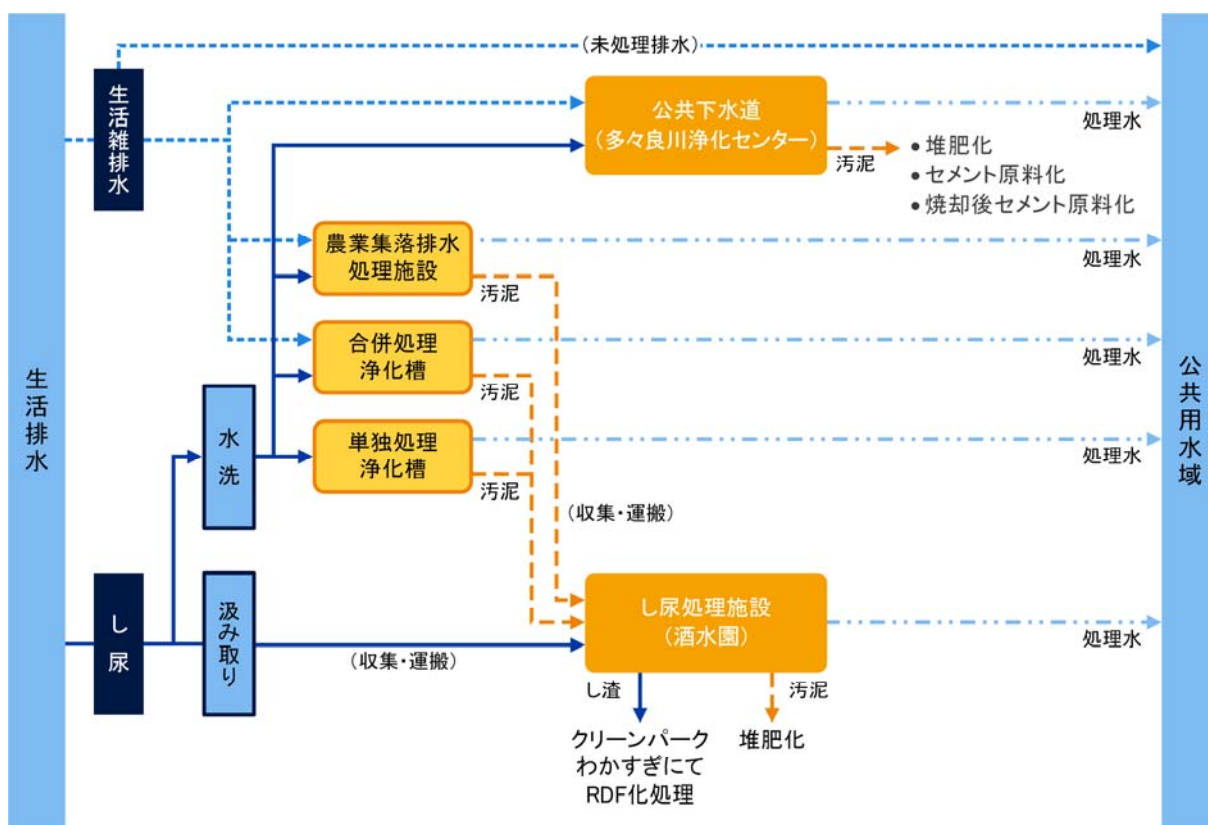 (未処理排水)
生活雑排水
公共下水道
(多々良川浄化センター)
処理水
汚泥
• 堆肥化
• セメント原料化
• 焼却後セメント原料化
農業集落排水
処理施設
汚泥
処理水
合併処理
浄化槽
汚泥
処理水
生活排水
公共用水域
水洗
単独処理
浄化槽
汚泥
処理水
(収集・運搬)
し尿
汲み取り
(収集・運搬)
し尿処理施設
(酒水園)
処理水
し渣
汚泥
クリーンパーク
わかすぎにて
RDF化処理
堆肥化